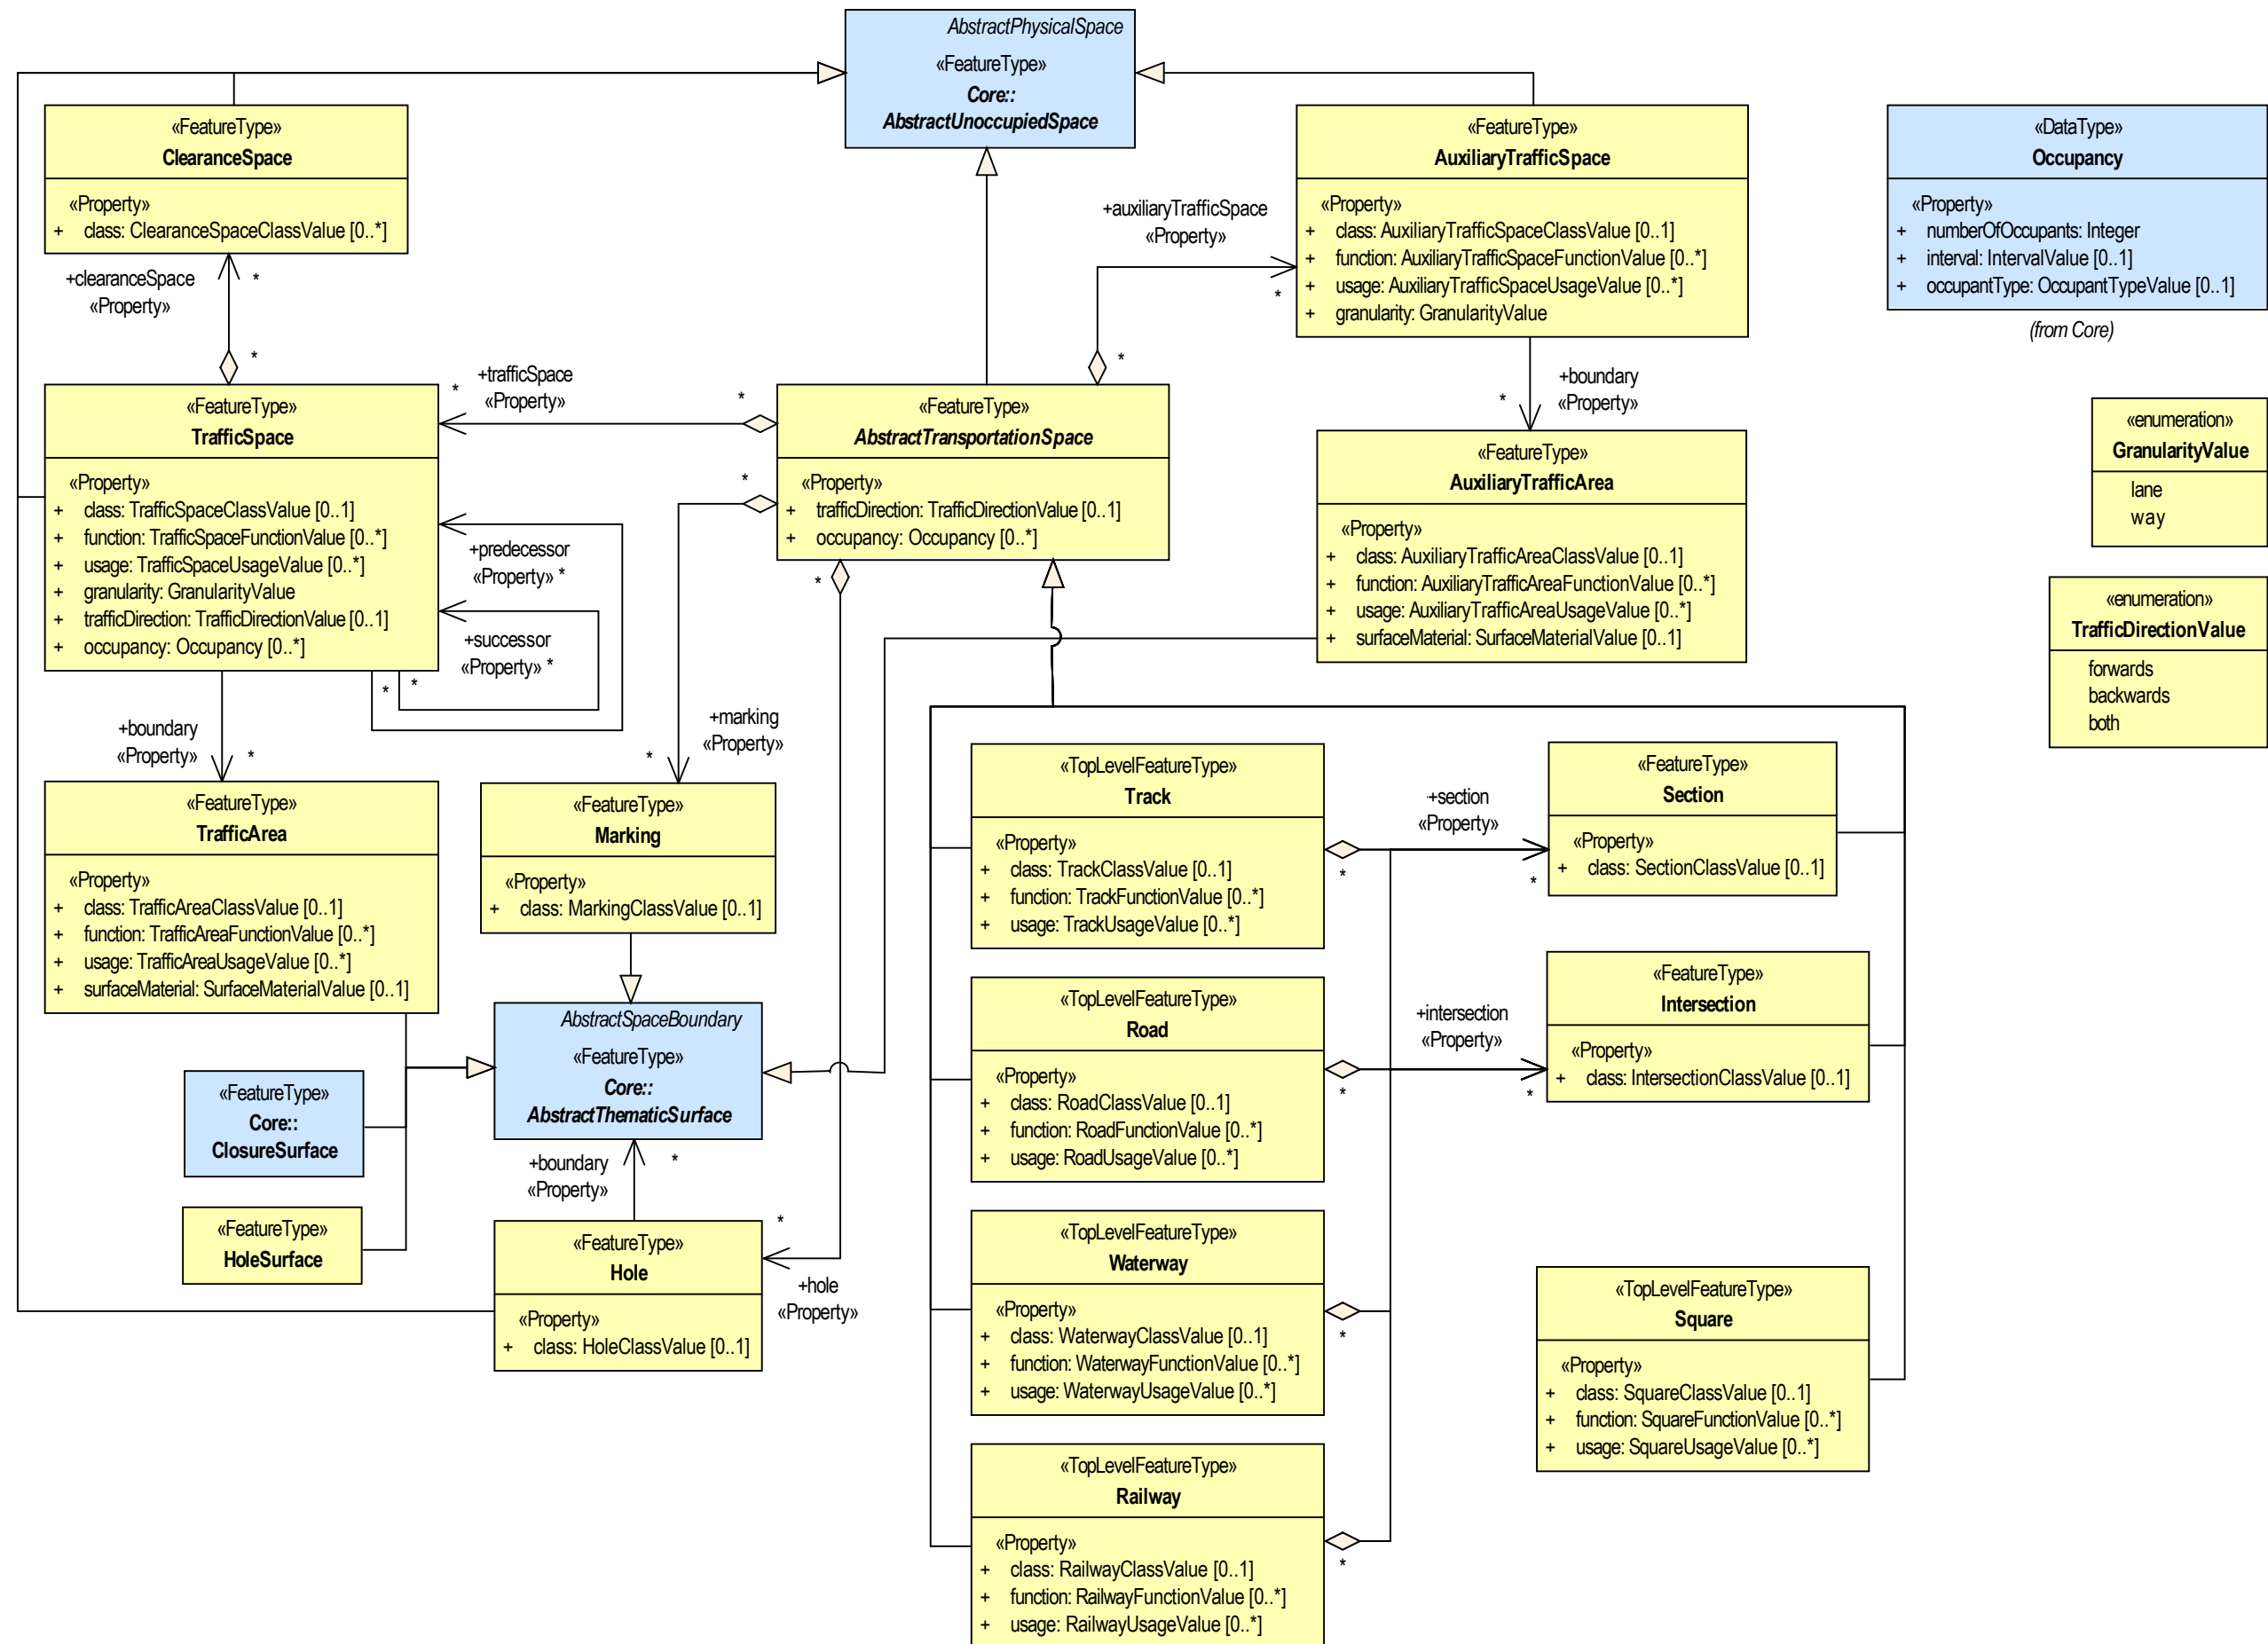 AbstractPhysicalSpace
«FeatureType»
Core::
AbstractUnoccupiedSpace
«FeatureType»
ClearanceSpace
«Property»
+ class: ClearanceSpaceClassValue [0..*]
«FeatureType»
AuxiliaryTrafficSpace
«Property»
+ class: AuxiliaryTrafficSpaceClassValue [0..1]
+ function: AuxiliaryTrafficSpaceFunctionValue [0..*]
+ usage: AuxiliaryTrafficSpaceUsageValue [0..*]
+ granularity: GranularityValue
«DataType»
Occupancy
«Property»
+ numberOfOccupants: Integer
+ interval: IntervalValue [0..1]
+ occupantType: OccupantTypeValue [0..1]
(from Core)
+auxiliaryTrafficSpace
«Property»
*
*
+clearanceSpace
«Property»
*
*
+trafficSpace
«Property»
*
*
«FeatureType»
TrafficSpace
«Property»
+ class: TrafficSpaceClassValue [0..1]
+ function: TrafficSpaceFunctionValue [0..*]
+ usage: TrafficSpaceUsageValue [0..*]
+ granularity: GranularityValue
+ trafficDirection: TrafficDirectionValue [0..1]
+ occupancy: Occupancy [0..*]
+predecessor
«Property» *
+successor
«Property» *
*
*
«FeatureType»
AbstractTransportationSpace
«Property»
+ trafficDirection: TrafficDirectionValue [0..1]
+ occupancy: Occupancy [0..*]
*
*
+boundary
«Property»
*
«FeatureType»
AuxiliaryTrafficArea
«Property»
+ class: AuxiliaryTrafficAreaClassValue [0..1]
+ function: AuxiliaryTrafficAreaFunctionValue [0..*]
+ usage: AuxiliaryTrafficAreaUsageValue [0..*]
+ surfaceMaterial: SurfaceMaterialValue [0..1]
«enumeration»
GranularityValue
lane
way
«enumeration»
TrafficDirectionValue
forwards
backwards
both
+boundary
«Property»
*
+marking
«Property»
*
«FeatureType»
TrafficArea
«Property»
+ class: TrafficAreaClassValue [0..1]
+ function: TrafficAreaFunctionValue [0..*]
+ usage: TrafficAreaUsageValue [0..*]
+ surfaceMaterial: SurfaceMaterialValue [0..1]
«FeatureType»
Marking
«Property»
+ class: MarkingClassValue [0..1]
AbstractSpaceBoundary
«FeatureType»
Core::
AbstractThematicSurface
«FeatureType»
Core::
ClosureSurface
«FeatureType»
HoleSurface
+boundary
«Property»
*
«FeatureType»
Hole
«Property»
+ class: HoleClassValue [0..1]
*
+hole
«Property»
«TopLevelFeatureType»
Track
«Property»
+ class: TrackClassValue [0..1]
+ function: TrackFunctionValue [0..*]
+ usage: TrackUsageValue [0..*]
*
+section
«Property»
*
«FeatureType»
Section
«Property»
+ class: SectionClassValue [0..1]
«TopLevelFeatureType»
Road
«Property»
+ class: RoadClassValue [0..1]
+ function: RoadFunctionValue [0..*]
+ usage: RoadUsageValue [0..*]
*
+intersection
«Property»
*
«FeatureType»
Intersection
«Property»
+ class: IntersectionClassValue [0..1]
«TopLevelFeatureType»
Waterway
«Property»
+ class: WaterwayClassValue [0..1]
+ function: WaterwayFunctionValue [0..*]
+ usage: WaterwayUsageValue [0..*]
*
«TopLevelFeatureType»
Square
«Property»
+ class: SquareClassValue [0..1]
+ function: SquareFunctionValue [0..*]
+ usage: SquareUsageValue [0..*]
«TopLevelFeatureType»
Railway
«Property»
+ class: RailwayClassValue [0..1]
+ function: RailwayFunctionValue [0..*]
+ usage: RailwayUsageValue [0..*]
*